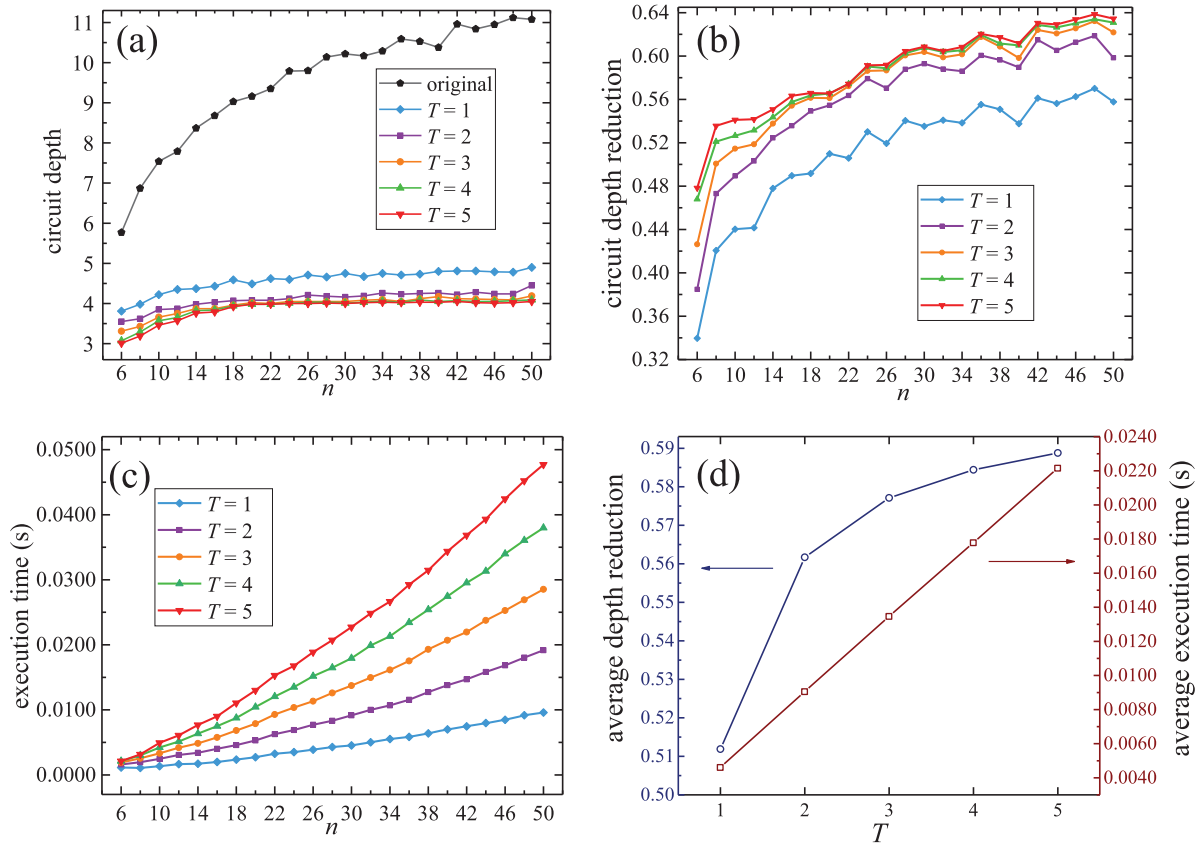 (a)
circuit depth
11
10
9
8
7
6
5
4
3
original
T = 1
T = 2
T = 3
T = 4
T = 5
6 10 14 18 22 26 30 34 38 42 46 50
n
(b)
circuit depth reduction
0.64
0.60
0.56
0.52
0.48
0.44
0.40
0.36
0.32
T = 1
T = 2
T = 3
T = 4
T = 5
6 10 14 18 22 26 30 34 38 42 46 50
n
(c)
execution time (s)
0.0500
0.0400
0.0300
0.0200
0.0100
0.0000
T = 1
T = 2
T = 3
T = 4
T = 5
6 10 14 18 22 26 30 34 38 42 46 50
n
(d)
average depth reduction
0.59
0.58
0.57
0.56
0.55
0.54
0.53
0.52
0.51
0.50
0.0240
0.0220
0.0200
0.0180
0.0160
0.0140
0.0120
0.0100
0.0080
0.0060
0.0040
average execution time (s)
1 2 3 4 5
T